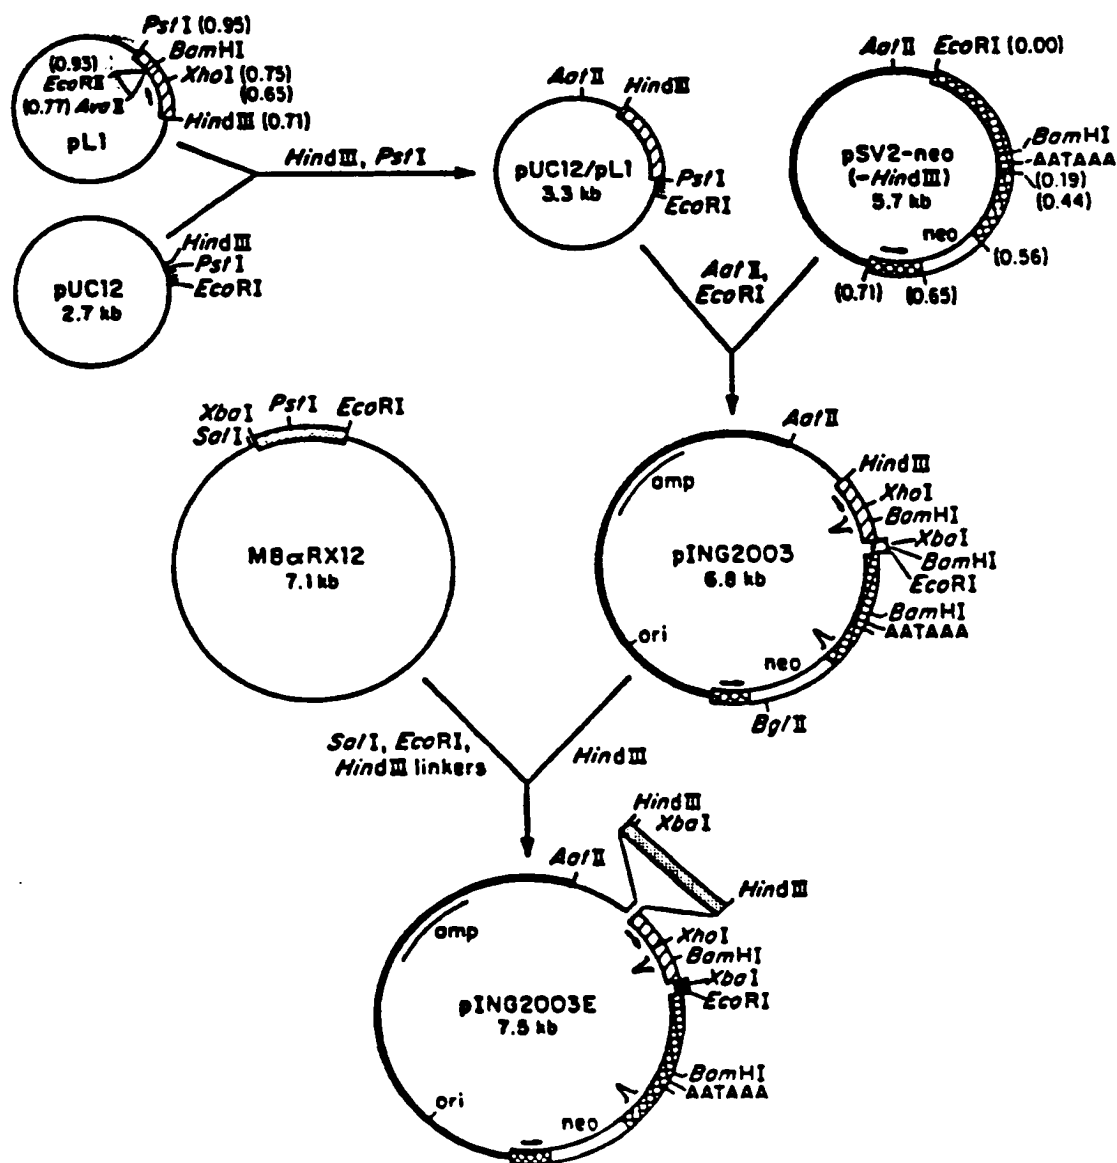 PstI (0.95)
BamHI
(0.93)
EcoRII
XhoI (0.75)
(0.65)
(0.77) AvaII
HindIII (0.71)
pL1
HindIII, PstI
HindIII
PstI
EcoRI
pUC12
2.7 kb
AatII
HindIII
pUC12/pL1
3.3 kb
PstI
EcoRI
AatII
EcoRI (0.00)
BamHI
AATAAA
(0.19)
(0.44)
pSV2-neo
(-HindIII)
5.7 kb
neo
(0.56)
(0.71)
(0.65)
AatII,
EcoRI
XbaI
SalI
PstI
EcoRI
M8αRX12
7.1 kb
AatII
HindIII
XhoI
BamHI
XbaI
BamHI
EcoRI
BamHI
AATAAA
amp
pING2003
6.8 kb
ori
neo
BglII
SalI, EcoRI,
HindIII linkers
HindIII
HindIII
XbaI
HindIII
AatII
amp
XhoI
BamHI
XbaI
EcoRI
pING2003E
7.5 kb
BamHI
AATAAA
ori
neo